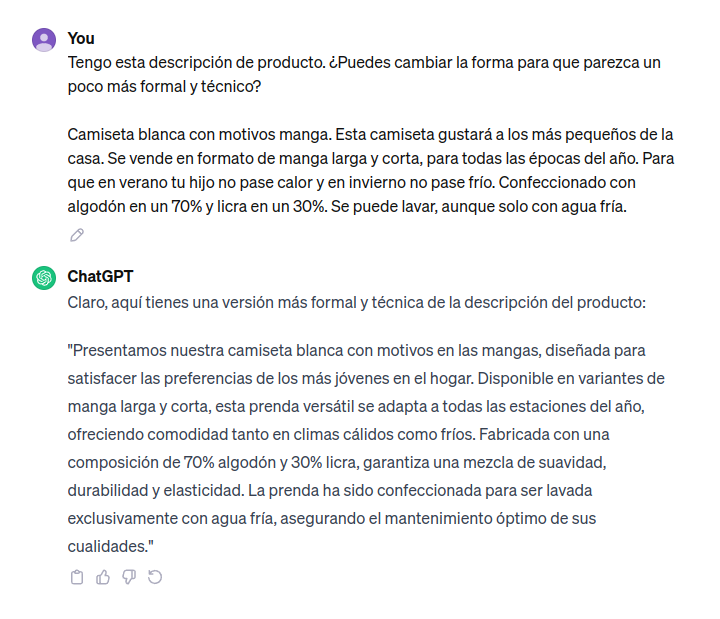 You
Tengo esta descripción de producto. ¿Puedes cambiar la forma para que parezca un
poco más formal y técnico?
Camiseta blanca con motivos manga. Esta camiseta gustará a los más pequeños de la
casa. Se vende en formato de manga larga y corta, para todas las épocas del año. Para
que en verano tu hijo no pase calor y en invierno no pase frío. Confeccionado con
algodón en un 70% y licra en un 30%. Se puede lavar, aunque solo con agua fría.
ChatGPT
Claro, aquí tienes una versión más formal y técnica de la descripción del producto:
"Presentamos nuestra camiseta blanca con motivos en las mangas, diseñada para
satisfacer las preferencias de los más jóvenes en el hogar. Disponible en variantes de
manga larga y corta, esta prenda versátil se adapta a todas las estaciones del año,
ofreciendo comodidad tanto en climas cálidos como fríos. Fabricada con una
composición de 70% algodón y 30% licra, garantiza una mezcla de suavidad,
durabilidad y elasticidad. La prenda ha sido confeccionada para ser lavada
exclusivamente con agua fría, asegurando el mantenimiento óptimo de sus
cualidades."